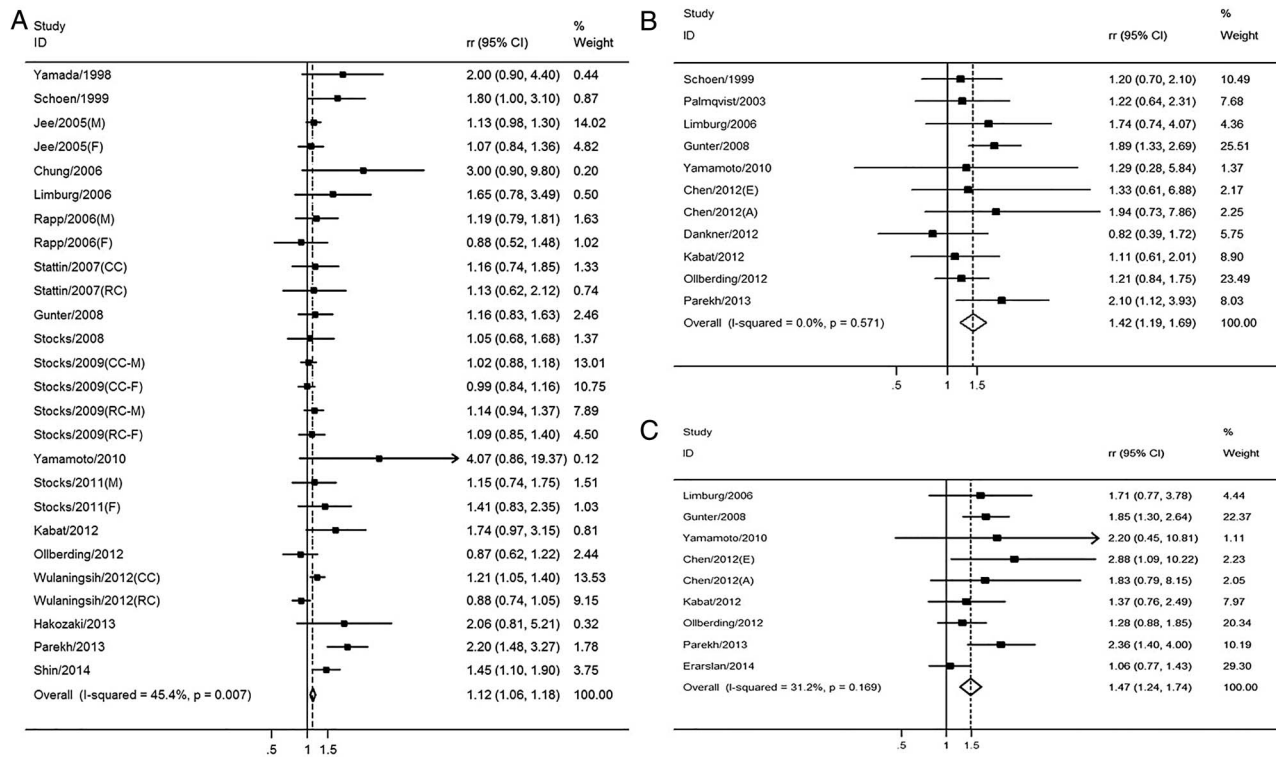 A
Study %
ID rr (95% CI) Weight
Yamada/1998 2.00 (0.90, 4.40) 0.44
Schoen/1999 1.80 (1.00, 3.10) 0.87
Jee/2005(M) 1.13 (0.98, 1.30) 14.02
Jee/2005(F) 1.07 (0.84, 1.36) 4.82
Chung/2006 3.00 (0.90, 9.80) 0.20
Limburg/2006 1.65 (0.78, 3.49) 0.50
Rapp/2006(M) 1.19 (0.79, 1.81) 1.63
Rapp/2006(F) 0.88 (0.52, 1.48) 1.02
Stattin/2007(CC) 1.16 (0.74, 1.85) 1.33
Stattin/2007(RC) 1.13 (0.62, 2.12) 0.74
Gunter/2008 1.16 (0.83, 1.63) 2.46
Stocks/2008 1.05 (0.68, 1.68) 1.37
Stocks/2009(CC-M) 1.02 (0.88, 1.18) 13.01
Stocks/2009(CC-F) 0.99 (0.84, 1.16) 10.75
Stocks/2009(RC-M) 1.14 (0.94, 1.37) 7.89
Stocks/2009(RC-F) 1.09 (0.85, 1.40) 4.50
Yamamoto/2010 4.07 (0.86, 19.37) 0.12
Stocks/2011(M) 1.15 (0.74, 1.75) 1.51
Stocks/2011(F) 1.41 (0.83, 2.35) 1.03
Kabat/2012 1.74 (0.97, 3.15) 0.81
Ollberding/2012 0.87 (0.62, 1.22) 2.44
Wulaningsih/2012(CC) 1.21 (1.05, 1.40) 13.53
Wulaningsih/2012(RC) 0.88 (0.74, 1.05) 9.15
Hakozaki/2013 2.06 (0.81, 5.21) 0.32
Parekh/2013 2.20 (1.48, 3.27) 1.78
Shin/2014 1.45 (1.10, 1.90) 3.75
Overall (I-squared = 45.4%, p = 0.007) 1.12 (1.06, 1.18) 100.00
.5 1 1.5
B
Study %
ID rr (95% CI) Weight
Schoen/1999 1.20 (0.70, 2.10) 10.49
Palmqvist/2003 1.22 (0.64, 2.31) 7.68
Limburg/2006 1.74 (0.74, 4.07) 4.36
Gunter/2008 1.89 (1.33, 2.69) 25.51
Yamamoto/2010 1.29 (0.28, 5.84) 1.37
Chen/2012(E) 1.33 (0.61, 6.88) 2.17
Chen/2012(A) 1.94 (0.73, 7.86) 2.25
Dankner/2012 0.82 (0.39, 1.72) 5.75
Kabat/2012 1.11 (0.61, 2.01) 8.90
Ollberding/2012 1.21 (0.84, 1.75) 23.49
Parekh/2013 2.10 (1.12, 3.93) 8.03
Overall (I-squared = 0.0%, p = 0.571) 1.42 (1.19, 1.69) 100.00
.5 1 1.5
C
Study %
ID rr (95% CI) Weight
Limburg/2006 1.71 (0.77, 3.78) 4.44
Gunter/2008 1.85 (1.30, 2.64) 22.37
Yamamoto/2010 2.20 (0.45, 10.81) 1.11
Chen/2012(E) 2.88 (1.09, 10.22) 2.23
Chen/2012(A) 1.83 (0.79, 8.15) 2.05
Kabat/2012 1.37 (0.76, 2.49) 7.97
Ollberding/2012 1.28 (0.88, 1.85) 20.34
Parekh/2013 2.36 (1.40, 4.00) 10.19
Erarslan/2014 1.06 (0.77, 1.43) 29.30
Overall (I-squared = 31.2%, p = 0.169) 1.47 (1.24, 1.74) 100.00
.5 1 1.5